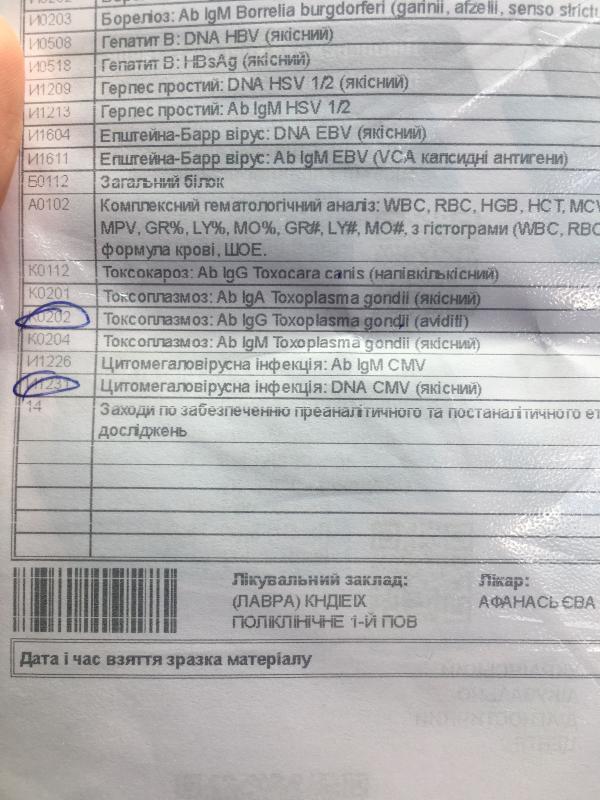 И0203 Бореліоз: Ab IgM Borrelia burgdorferi (garinii, afzelii, senso strictu
И0508 Гепатит В: DNA HBV (якісний)
И0518 Гепатит В: HBsAg (якісний)
И1209 Герпес простий: DNA HSV 1/2 (якісний)
И1213 Герпес простий: Ab IgM HSV 1/2
И1604 Епштейна-Барр вірус: DNA EBV (якісний)
И1611 Епштейна-Барр вірус: Ab IgM EBV (VCA капсидні антигени)
Б0112 Загальний білок
А0102 Комплексний гематологічний аналіз: WBC, RBC, HGB, HCT, MCV
MPV, GR%, LY%, MO%, GR#, LY#, MO#, з гістограми (WBC, RBC
формула крові, ШОЕ.
К0112 Токсокароз: Ab IgG Toxocara canis (напівкількісний)
К0201 Токсоплазмоз: Ab IgA Toxoplasma gondii (якісний)
К0202 Токсоплазмоз: Ab IgG Toxoplasma gondii (aviditi)
К0204 Токсоплазмоз: Ab IgM Toxoplasma gondii (якісний)
И1226 Цитомегаловірусна інфекція: Ab IgM CMV
И1231 Цитомегаловірусна інфекція: DNA CMV (якісний)
14 Заходи по забезпеченню преаналітичного та постаналітичного ет
досліджень
Лікувальний заклад: Лікар:
(ЛАВРА) КНДІЕІХ АФАНАСЬЄВА
ПОЛІКЛІНІЧНЕ 1-Й ПОВ
Дата і час взяття зразка матеріалу